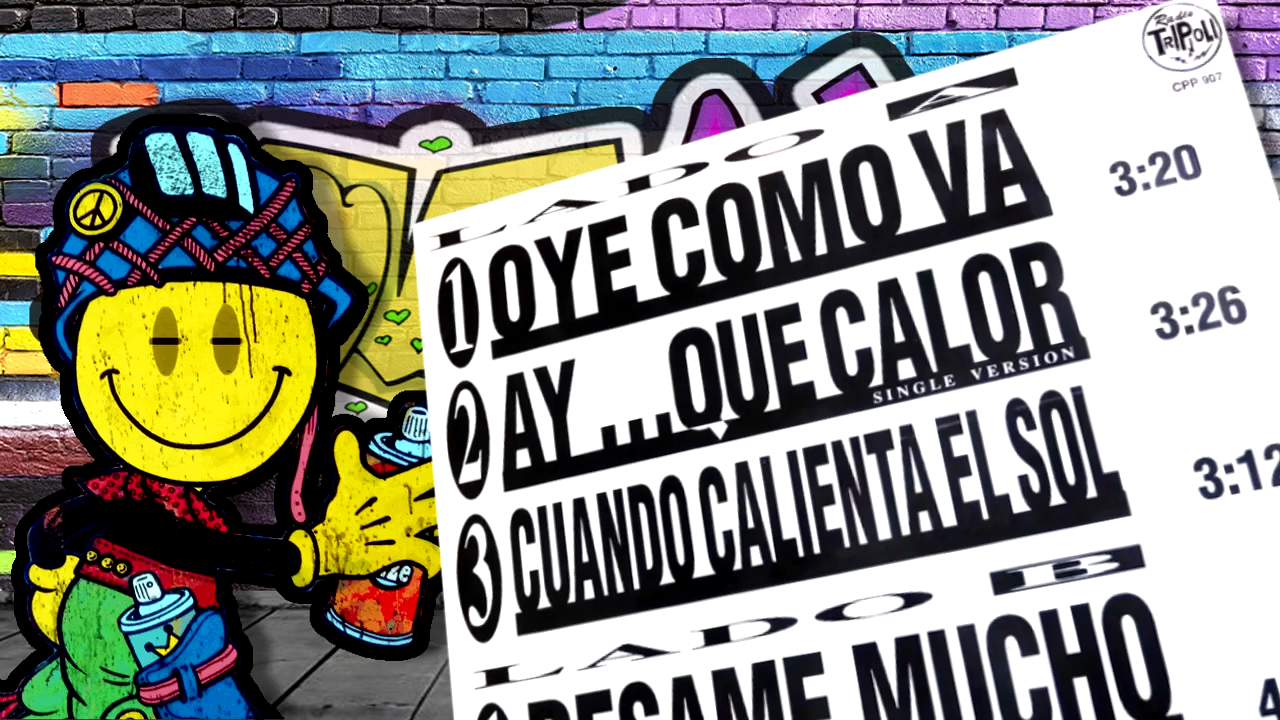 Radio
TRIPOLI
CPP 907
LADO A
1 OYE COMO VA 3:20
2 AY ...QUE CALOR 3:26
SINGLE VERSION
3 CUANDO CALIENTA EL SOL 3:12
LADO B
BESAME MUCHO 4